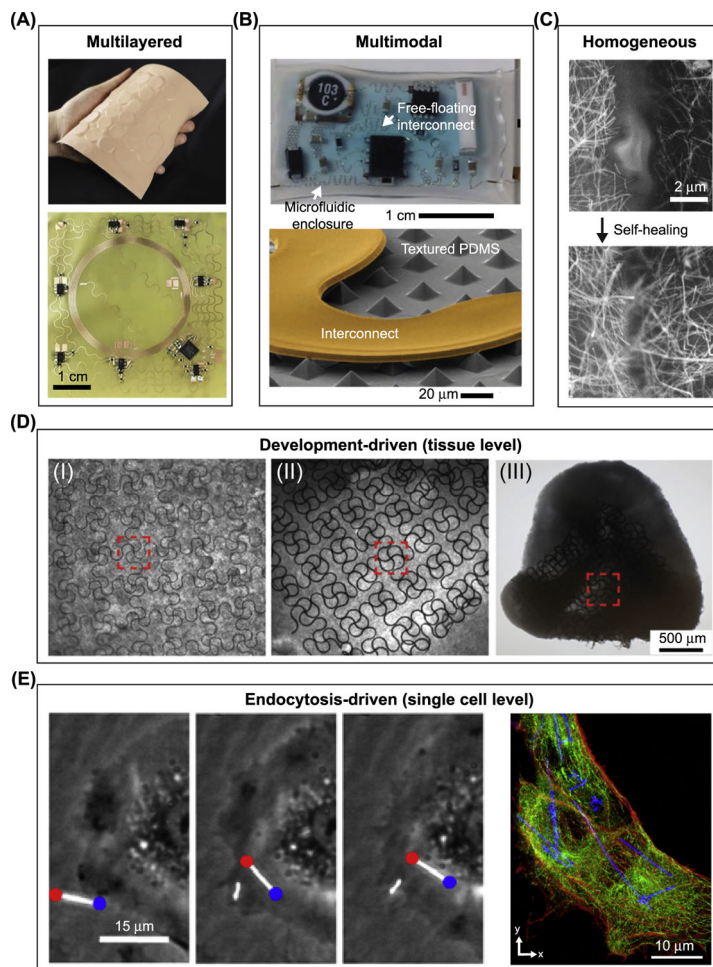 (A)
Multilayered
1 cm
(B)
Multimodal
103
C
Free-floating
interconnect
Microfluidic
enclosure
1 cm
Textured PDMS
Interconnect
20 μm
(C)
Homogeneous
2 μm
Self-healing
(D)
Development-driven (tissue level)
(I)
(II)
(III)
500 μm
(E)
Endocytosis-driven (single cell level)
15 μm
y
x
10 μm